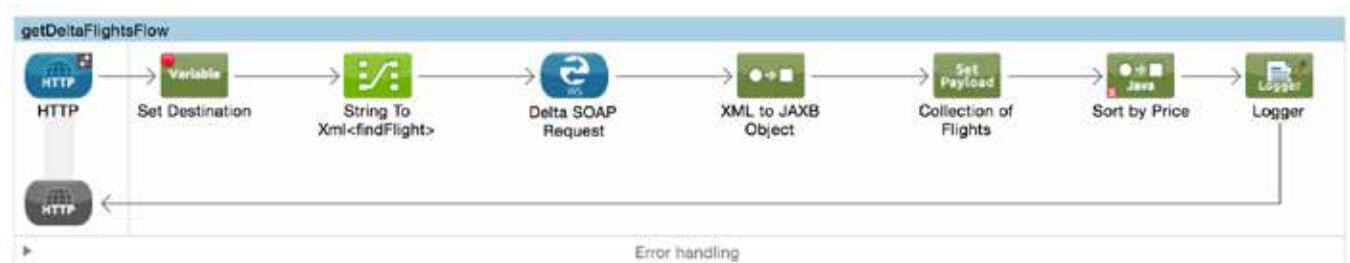 getDeltaFlightsFlow
HTTP
Variable
WS
Set
Payload
Java
Logger
HTTP
Set Destination
String To
Xml<findFlight>
Delta SOAP
Request
XML to JAXB
Object
Collection of
Flights
Sort by Price
Logger
HTTP
Error handling